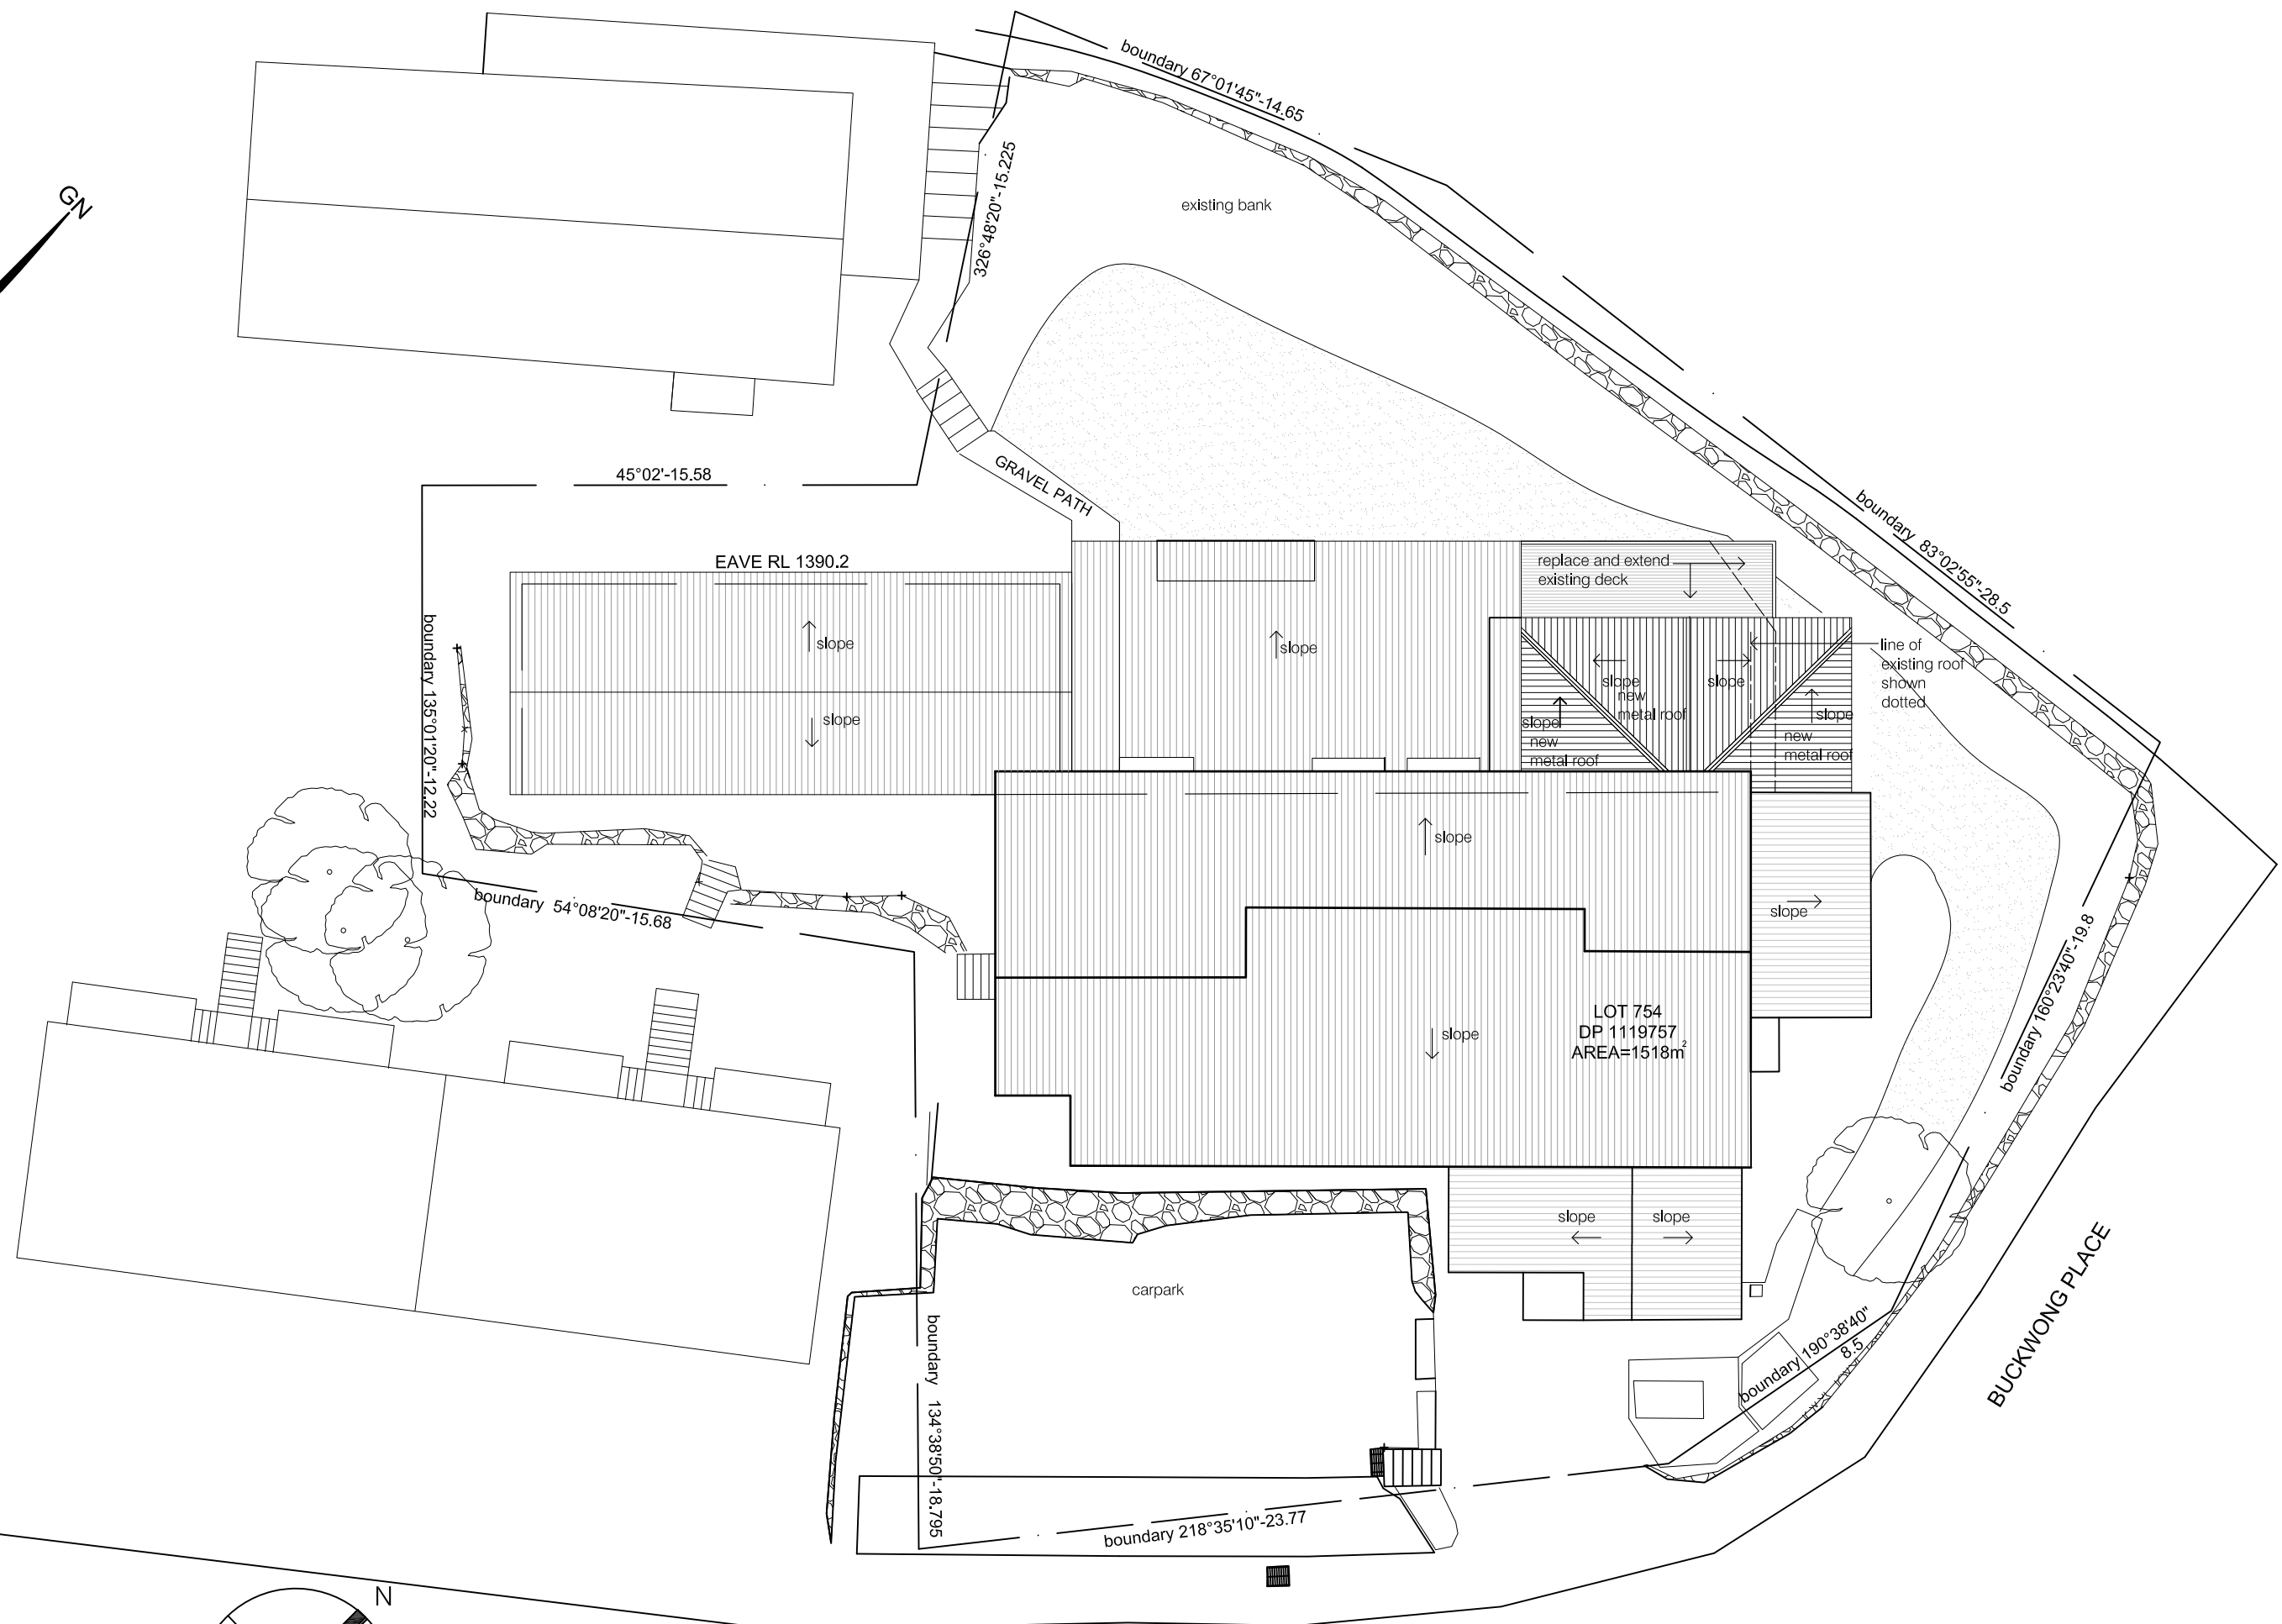 GN
boundary 67°01'45"-14.65
326°48'20"-15.225
existing bank
45°02'-15.58
GRAVEL PATH
boundary 83°02'55"-28.5
EAVE RL 1390.2
replace and extend
existing deck
boundary 135°01'20"-12.22
slope
slope
slope
line of
existing roof
shown
dotted
slope
new
metal roof
slope
slope
new
metal roof
slope
new
metal roof
slope
boundary 54°08'20"-15.68
slope
LOT 754
DP 1119757
AREA=1518m²
slope
boundary 160°23'40"-19.8
slope
slope
carpark
boundary 134°38'50"-18.795
boundary 190°38'40"
8.5
BUCKWONG PLACE
boundary 218°35'10"-23.77
N